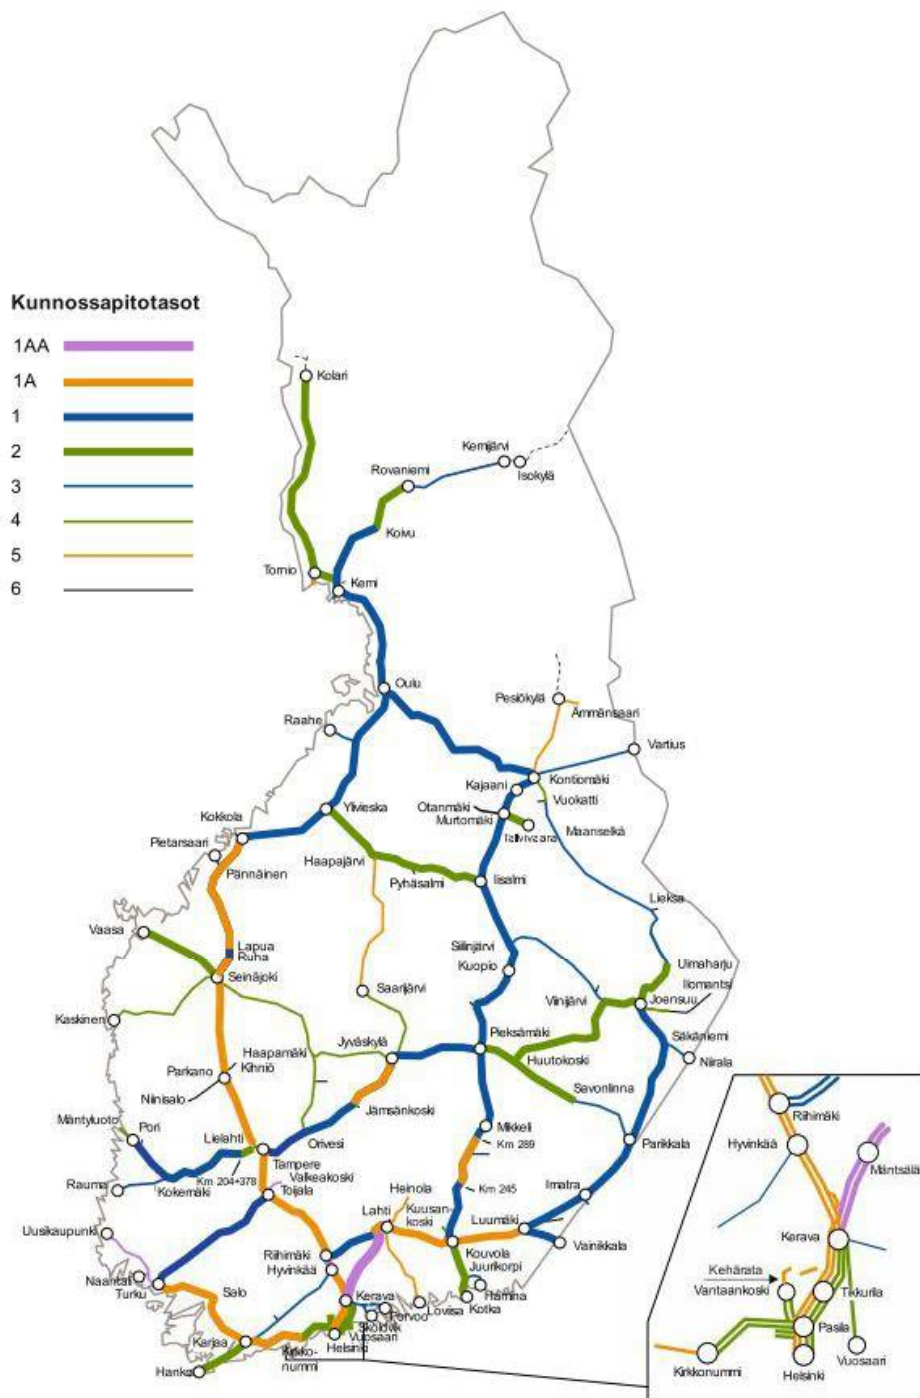 Kunnossapitotasot
1AA
1A
1
2
3
4
5
6
Kolari
Kemijärvi
Rovaniemi
Isokylä
Koivu
Tornio
Kemi
Oulu
Pesiökylä
Ämmänsaari
Raahe
Vartius
Kontiomäki
Kajaani
Vuokatti
Otanmäki
Murtomäki
Talvivaara
Maanselkä
Ylivieska
Kokkola
Pietarsaari
Pännäinen
Haapajärvi
Pyhäsalmi
Iisalmi
Lieksa
Vaasa
Lapua
Ruha
Seinäjoki
Siilinjärvi
Kuopio
Uimaharju
Ilomantsi
Viinijärvi
Joensuu
Saarijärvi
Kaskinen
Jyväskylä
Pieksämäki
Säkäniemi
Huutokoski
Niirala
Haapamäki
Kihniö
Parkano
Niinisalo
Savonlinna
Jämsänkoski
Mäntyluoto
Pori
Lielahti
Orivesi
Mikkeli
Km 289
Parikkala
Tampere
Km 204+378
Valkeakoski
Toijala
Rauma
Kokemäki
Heinola
Km 245
Imatra
Lahti
Kuusan-
koski
Luumäki
Uusikaupunki
Vainikkala
Riihimäki
Hyvinkää
Kouvola
Juurikorpi
Naantali
Turku
Salo
Kerava
Hamina
Kotka
Loviisa
Porvoo
Sköldvik
Vuosaari
Helsinki
Karjaa
Kirkko-
nummi
Hanko
Riihimäki
Hyvinkää
Mäntsälä
Kerava
Kehärata
Vantaankoski
Tikkurila
Pasila
Kirkkonummi
Helsinki
Vuosaari